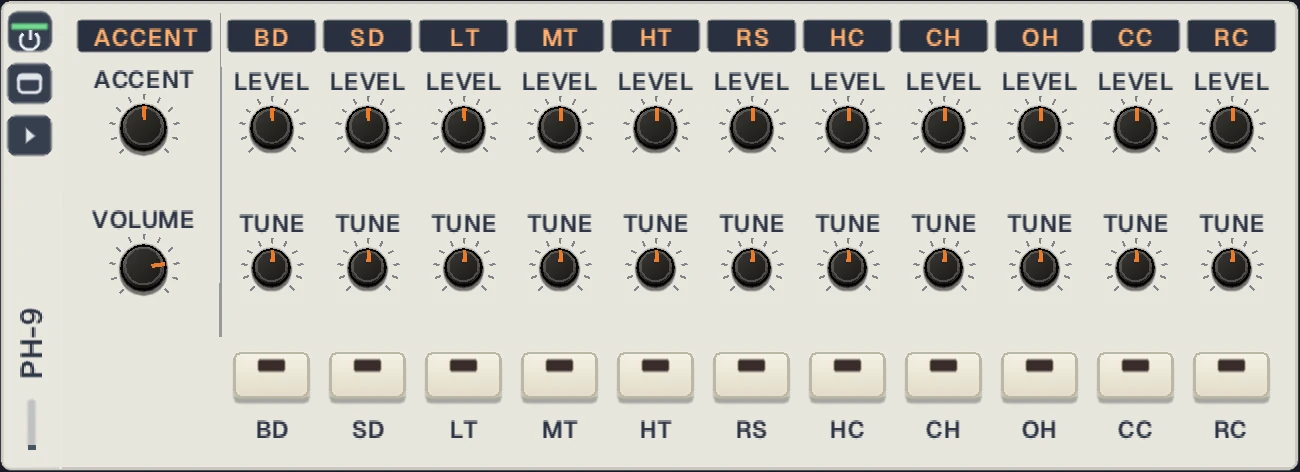 ACCENT BD SD LT MT HT RS HC CH OH CC RC
ACCENT LEVEL LEVEL LEVEL LEVEL LEVEL LEVEL LEVEL LEVEL LEVEL LEVEL LEVEL
VOLUME TUNE TUNE TUNE TUNE TUNE TUNE TUNE TUNE TUNE TUNE TUNE
PH-9
BD SD LT MT HT RS HC CH OH CC RC